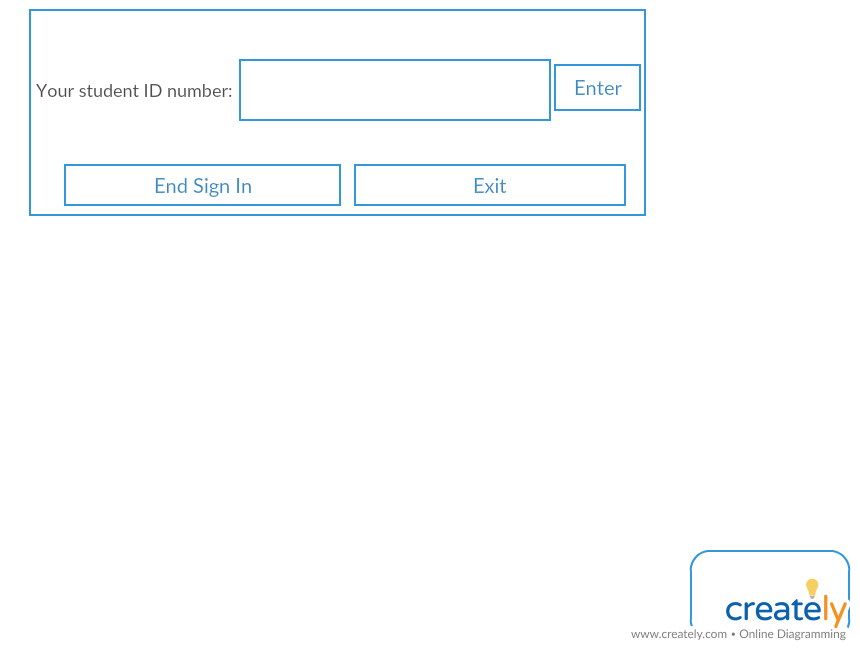 Your student ID number:
Enter
End Sign In
Exit
creately
www.creately.com • Online Diagramming